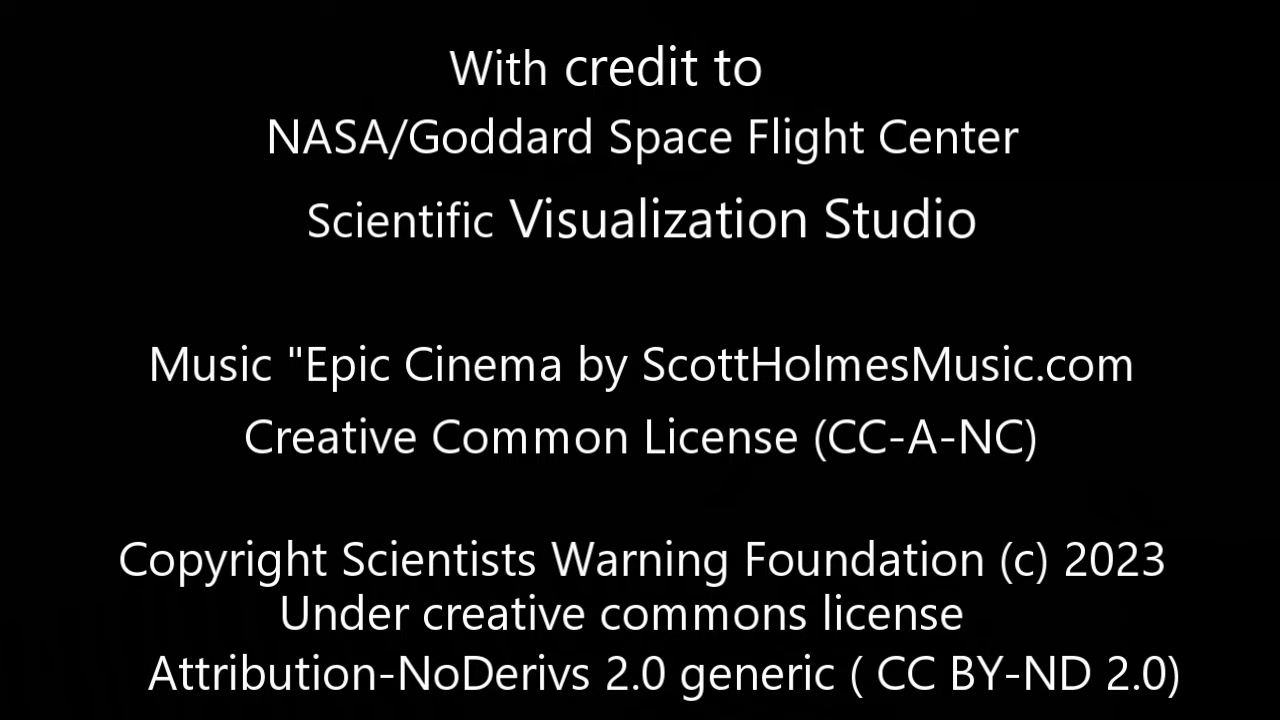 With credit to
NASA/Goddard Space Flight Center
Scientific Visualization Studio
Music "Epic Cinema by ScottHolmesMusic.com
Creative Common License (CC-A-NC)
Copyright Scientists Warning Foundation (c) 2023
Under creative commons license
Attribution-NoDerivs 2.0 generic ( CC BY-ND 2.0)